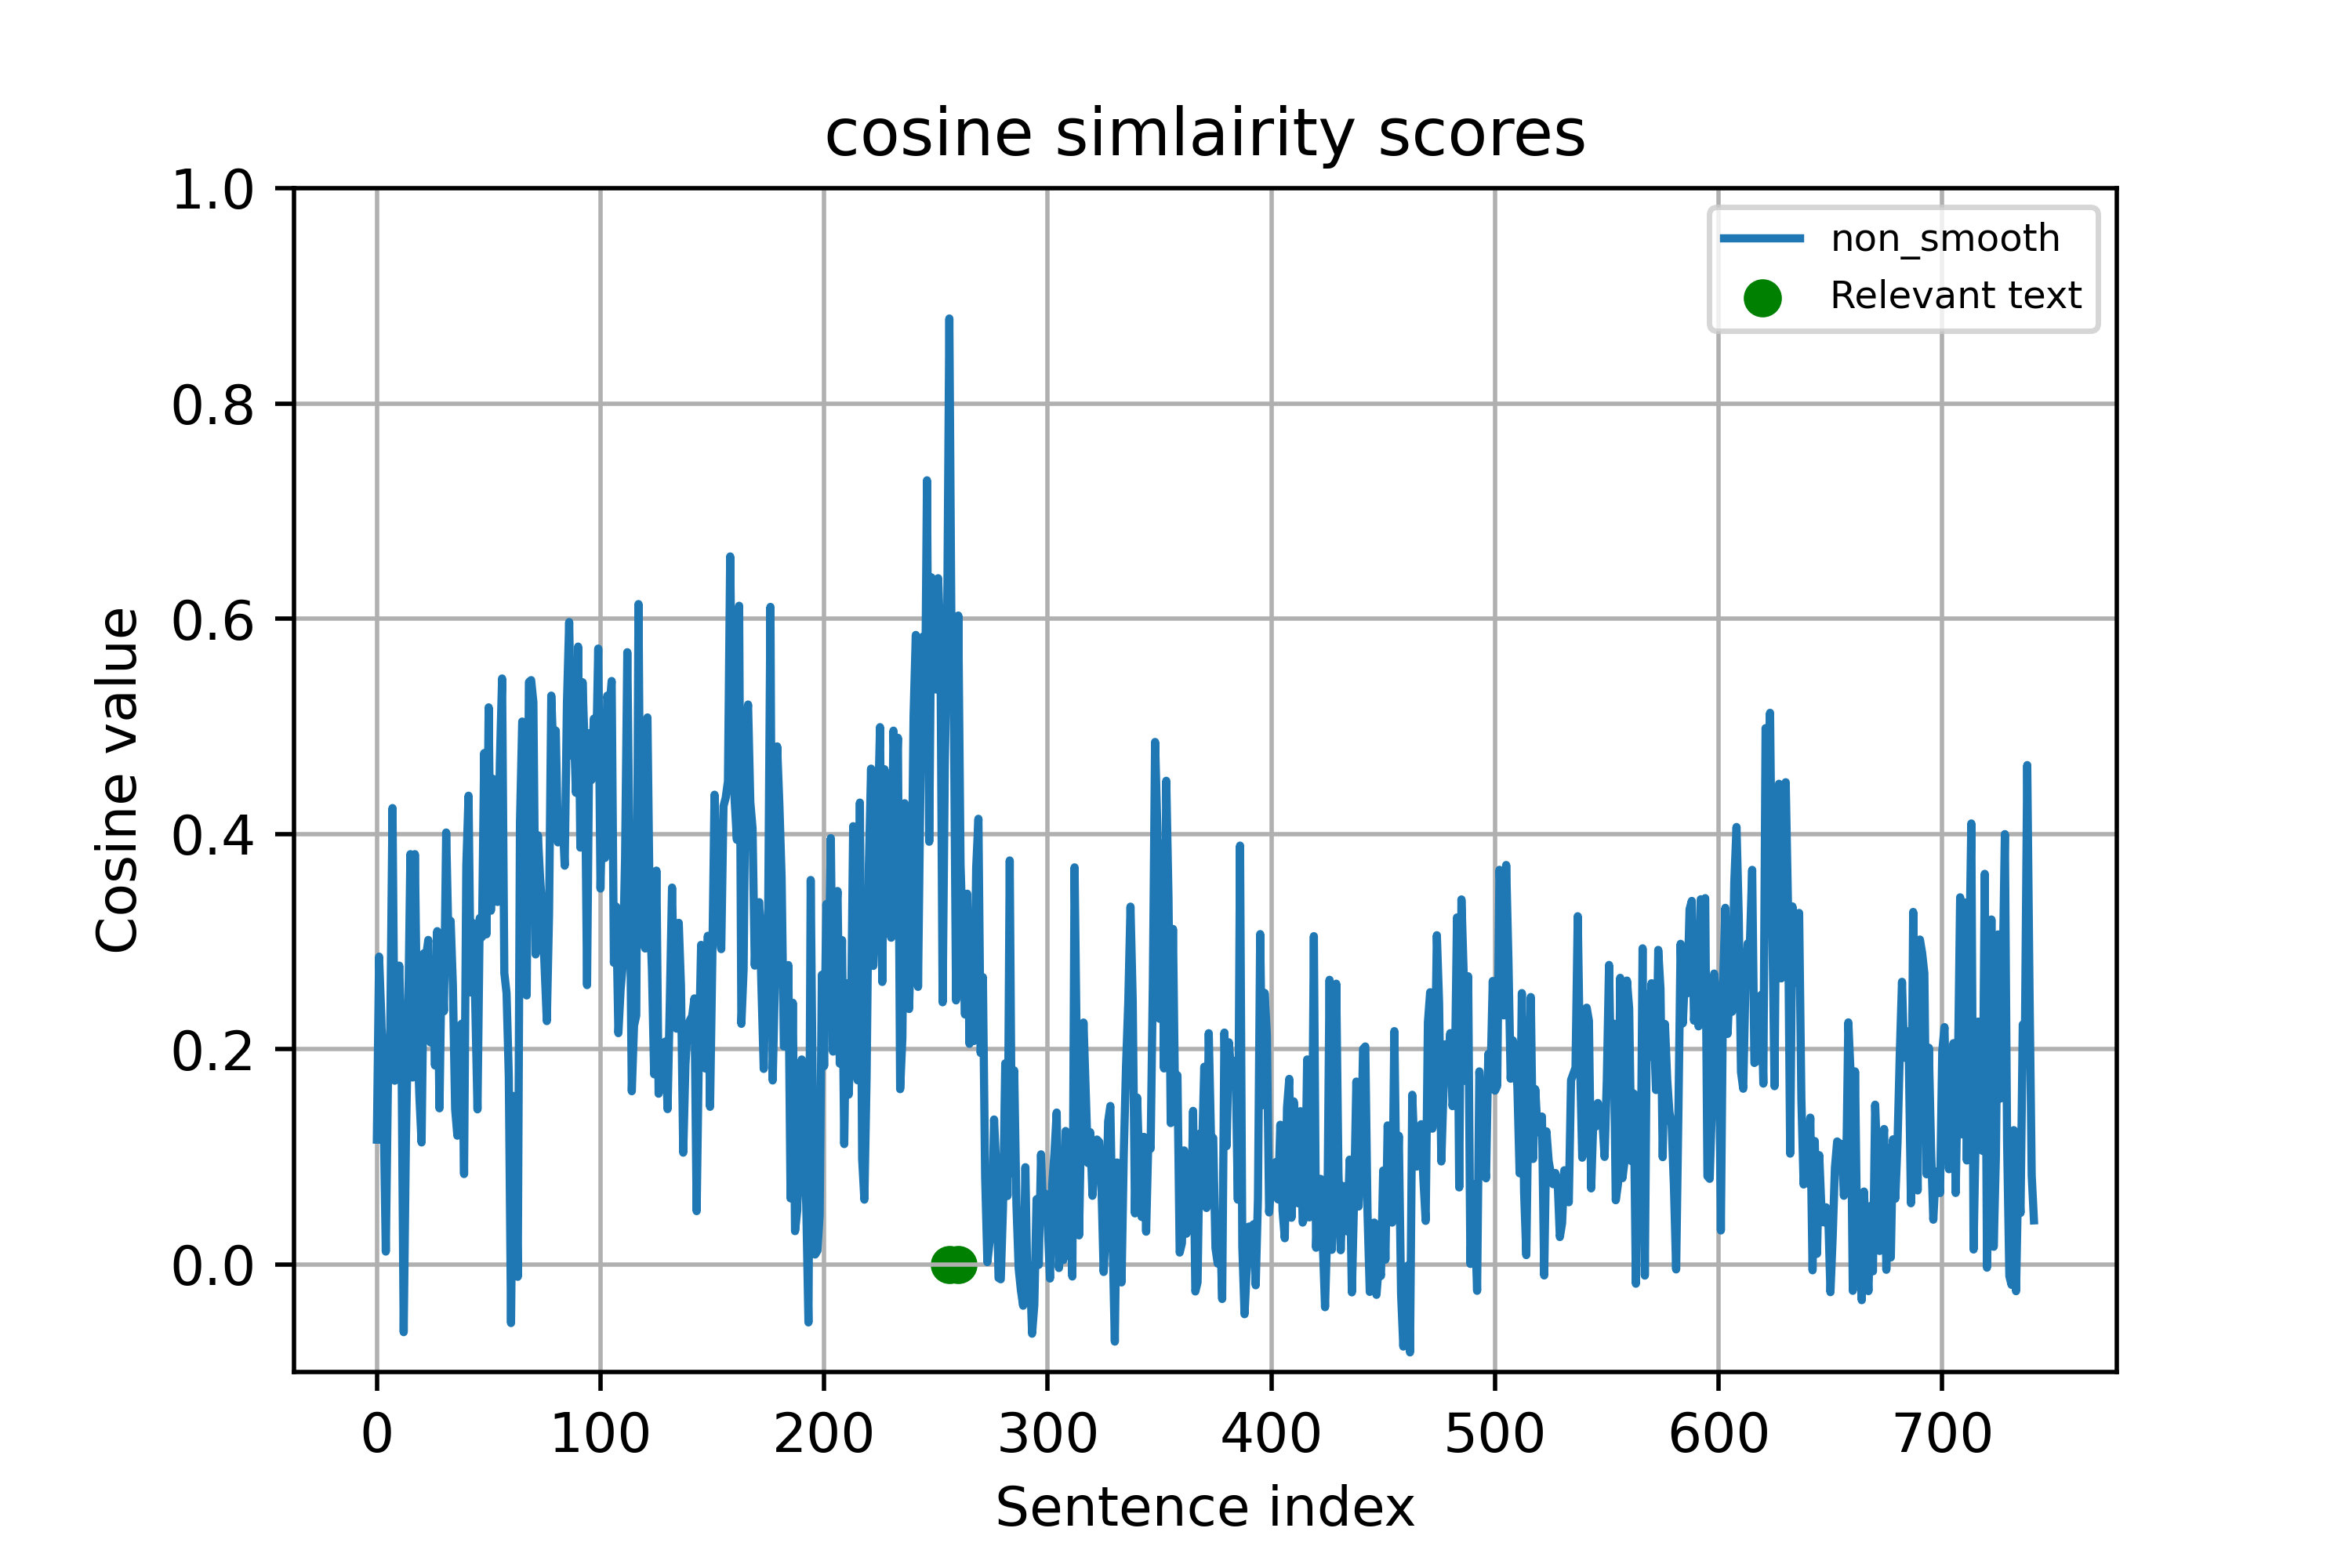 cosine simlairity scores
1.0
0.8
0.6
0.4
0.2
0.0
Cosine value
non_smooth
Relevant text
0 100 200 300 400 500 600 700
Sentence index